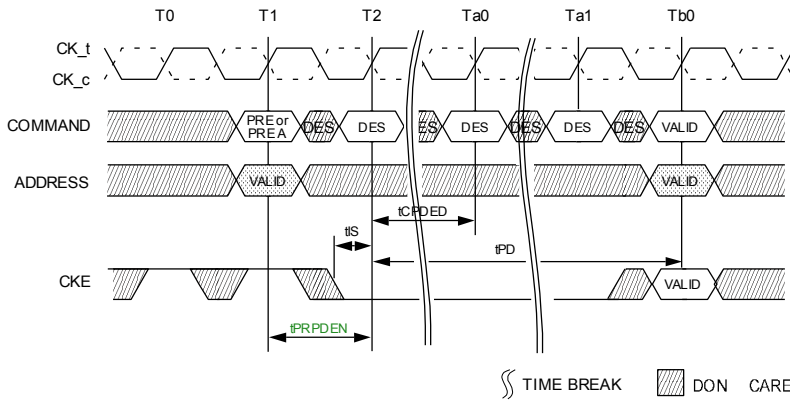 T0 T1 T2 Ta0 Ta1 Tb0
CK_t
CK_c
COMMAND
PRE or
PREA
DES DES ES DES DES DES DES VALID
ADDRESS VALID VALID
tCPDED
tIS
tPD
CKE VALID
tPRPDEN
TIME BREAK DON CARE